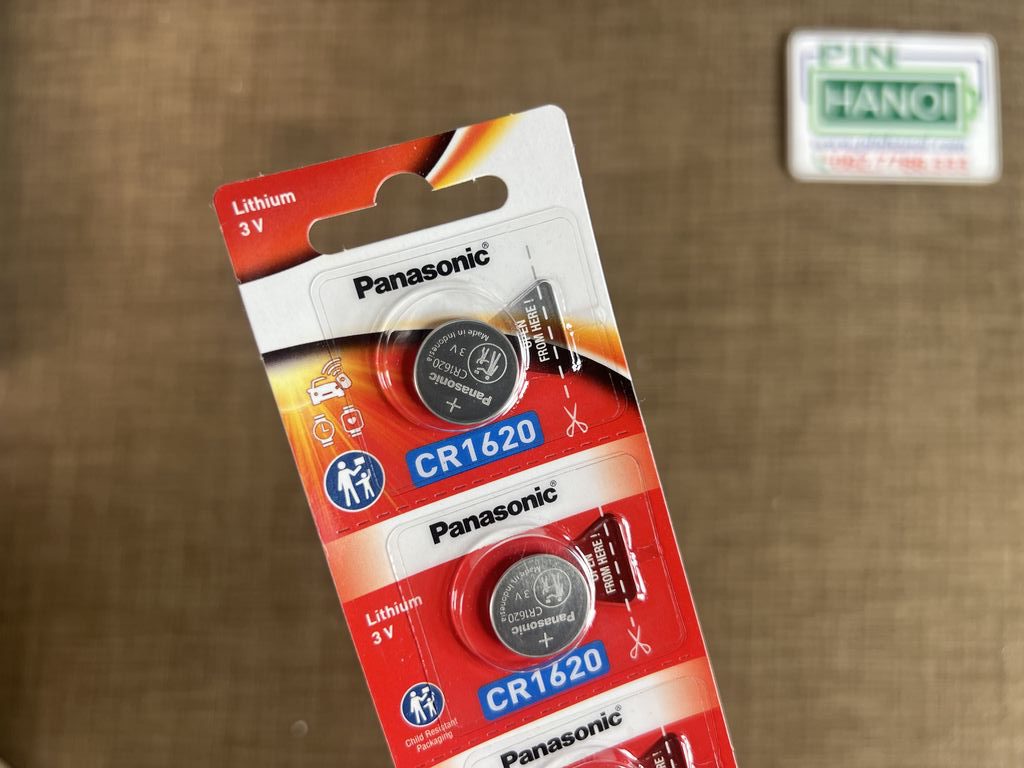 PIN
HANOI
Lithium
3 V
Panasonic®
OPEN
FROM HERE !
Made in Indonesia
3 V
CR1620
Panasonic
+
CR1620
Panasonic®
OPEN
FROM HERE !
Made in Indonesia
3 V
CR1620
Panasonic
+
Lithium
3 V
CR1620
Child Resistant
Packaging
Panasonic®